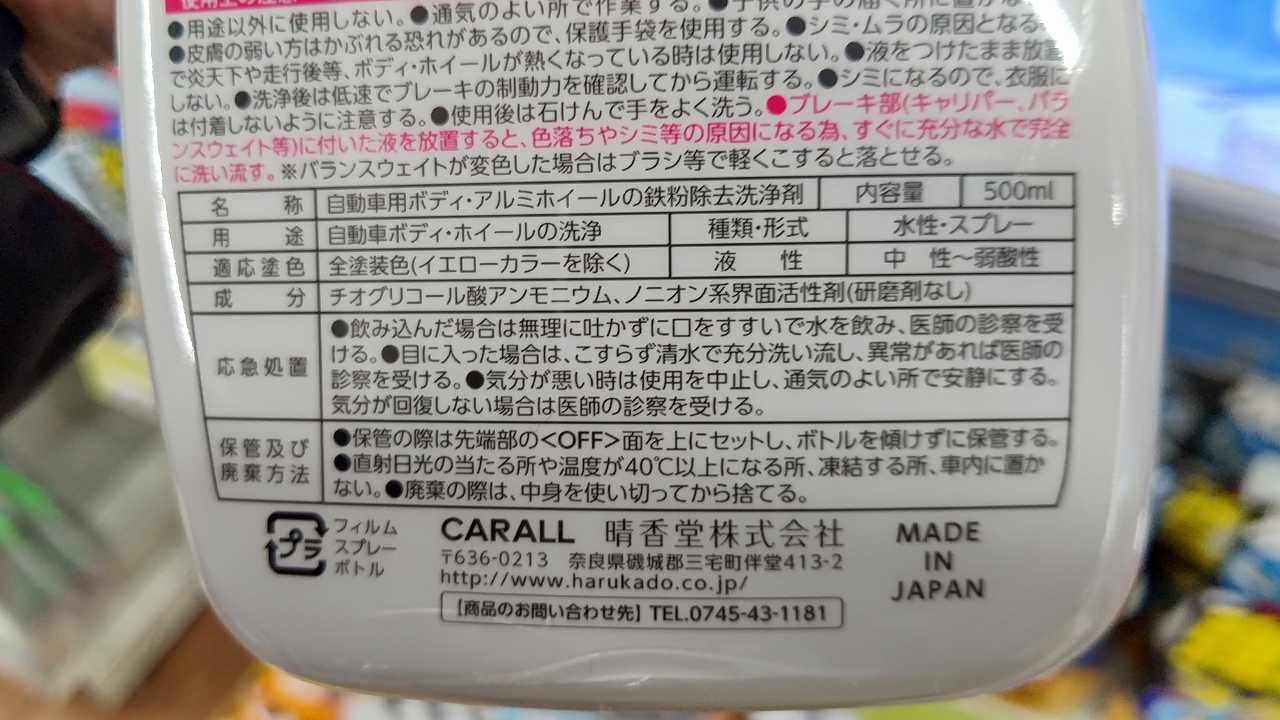 使用上の注意
●用途以外に使用しない。●通気のよい所で作業する。●子供の手の届く所に置かな
●皮膚の弱い方はかぶれる恐れがあるので、保護手袋を使用する。●シミ・ムラの原因となる
で炎天下や走行後等、ボディ・ホイールが熱くなっている時は使用しない。●液をつけたまま放置
しない。●洗浄後は低速でブレーキの制動力を確認してから運転する。●シミになるので、衣服に
は付着しないように注意する。●使用後は石けんで手をよく洗う。●ブレーキ部(キャリパー、バラ
ンスウェイト等)に付いた液を放置すると、色落ちやシミ等の原因になる為、すぐに充分な水で完全
に洗い流す。※バランスウェイトが変色した場合はブラシ等で軽くこすると落とせる。
名 称 自動車用ボディ・アルミホイールの鉄粉除去洗浄剤 内容量 500ml
用 途 自動車ボディ・ホイールの洗浄 種類・形式 水性・スプレー
適応塗色 全塗装色(イエローカラーを除く) 液 性 中 性～弱酸性
成 分 チオグリコール酸アンモニウム、ノニオン系界面活性剤(研磨剤なし)
応急処置 ●飲み込んだ場合は無理に吐かずに口をすすいで水を飲み、医師の診察を受
ける。●目に入った場合は、こすらず清水で充分洗い流し、異常があれば医師の
診察を受ける。●気分が悪い時は使用を中止し、通気のよい所で安静にする。
気分が回復しない場合は医師の診察を受ける。
保管及び
廃棄方法
●保管の際は先端部の<OFF>面を上にセットし、ボトルを傾けずに保管する。
●直射日光の当たる所や温度が40℃以上になる所、凍結する所、車内に置か
ない。●廃棄の際は、中身を使い切ってから捨てる。
プラ
フィルム
スプレー
ボトル
CARALL 晴香堂株式会社
〒636-0213 奈良県磯城郡三宅町伴堂413-2
http://www.harukado.co.jp/
【商品のお問い合わせ先】TEL.0745-43-1181
MADE
IN
JAPAN